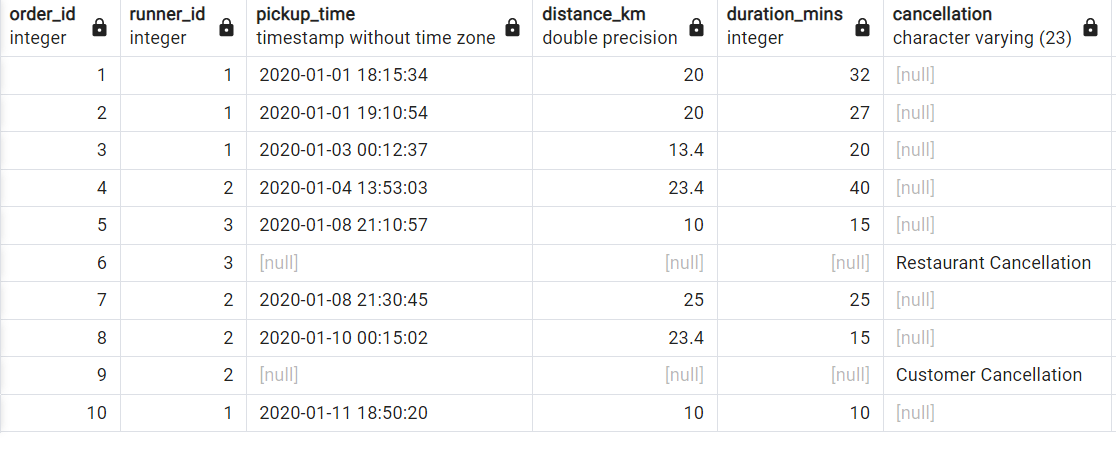 order_id runner_id pickup_time distance_km duration_mins cancellation
integer integer timestamp without time zone double precision integer character varying (23)
1 1 2020-01-01 18:15:34 20 32 [null]
2 1 2020-01-01 19:10:54 20 27 [null]
3 1 2020-01-03 00:12:37 13.4 20 [null]
4 2 2020-01-04 13:53:03 23.4 40 [null]
5 3 2020-01-08 21:10:57 10 15 [null]
6 3 [null] [null] [null] Restaurant Cancellation
7 2 2020-01-08 21:30:45 25 25 [null]
8 2 2020-01-10 00:15:02 23.4 15 [null]
9 2 [null] [null] [null] Customer Cancellation
10 1 2020-01-11 18:50:20 10 10 [null]